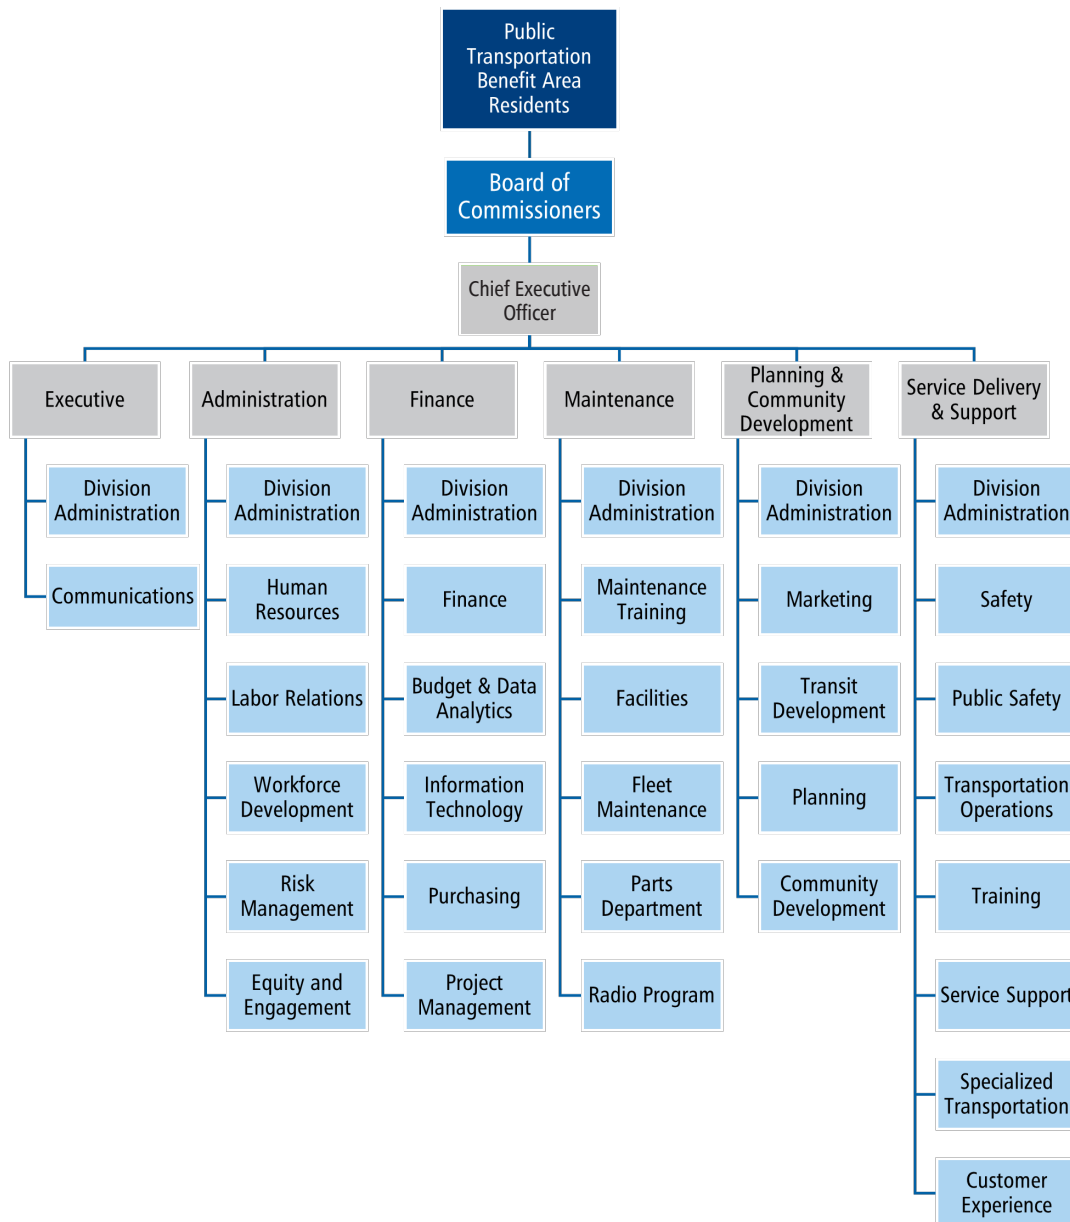 Public
Transportation
Benefit Area
Residents
Board of
Commissioners
Chief Executive
Officer
Executive
Administration
Finance
Maintenance
Planning &
Community
Development
Service Delivery
& Support
Division
Administration
Communications
Division
Administration
Human
Resources
Labor Relations
Workforce
Development
Risk
Management
Equity and
Engagement
Division
Administration
Finance
Budget & Data
Analytics
Information
Technology
Purchasing
Project
Management
Division
Administration
Maintenance
Training
Facilities
Fleet
Maintenance
Parts
Department
Radio Program
Division
Administration
Marketing
Transit
Development
Planning
Community
Development
Division
Administration
Safety
Public Safety
Transportation
Operations
Training
Service Support
Specialized
Transportation
Customer
Experience